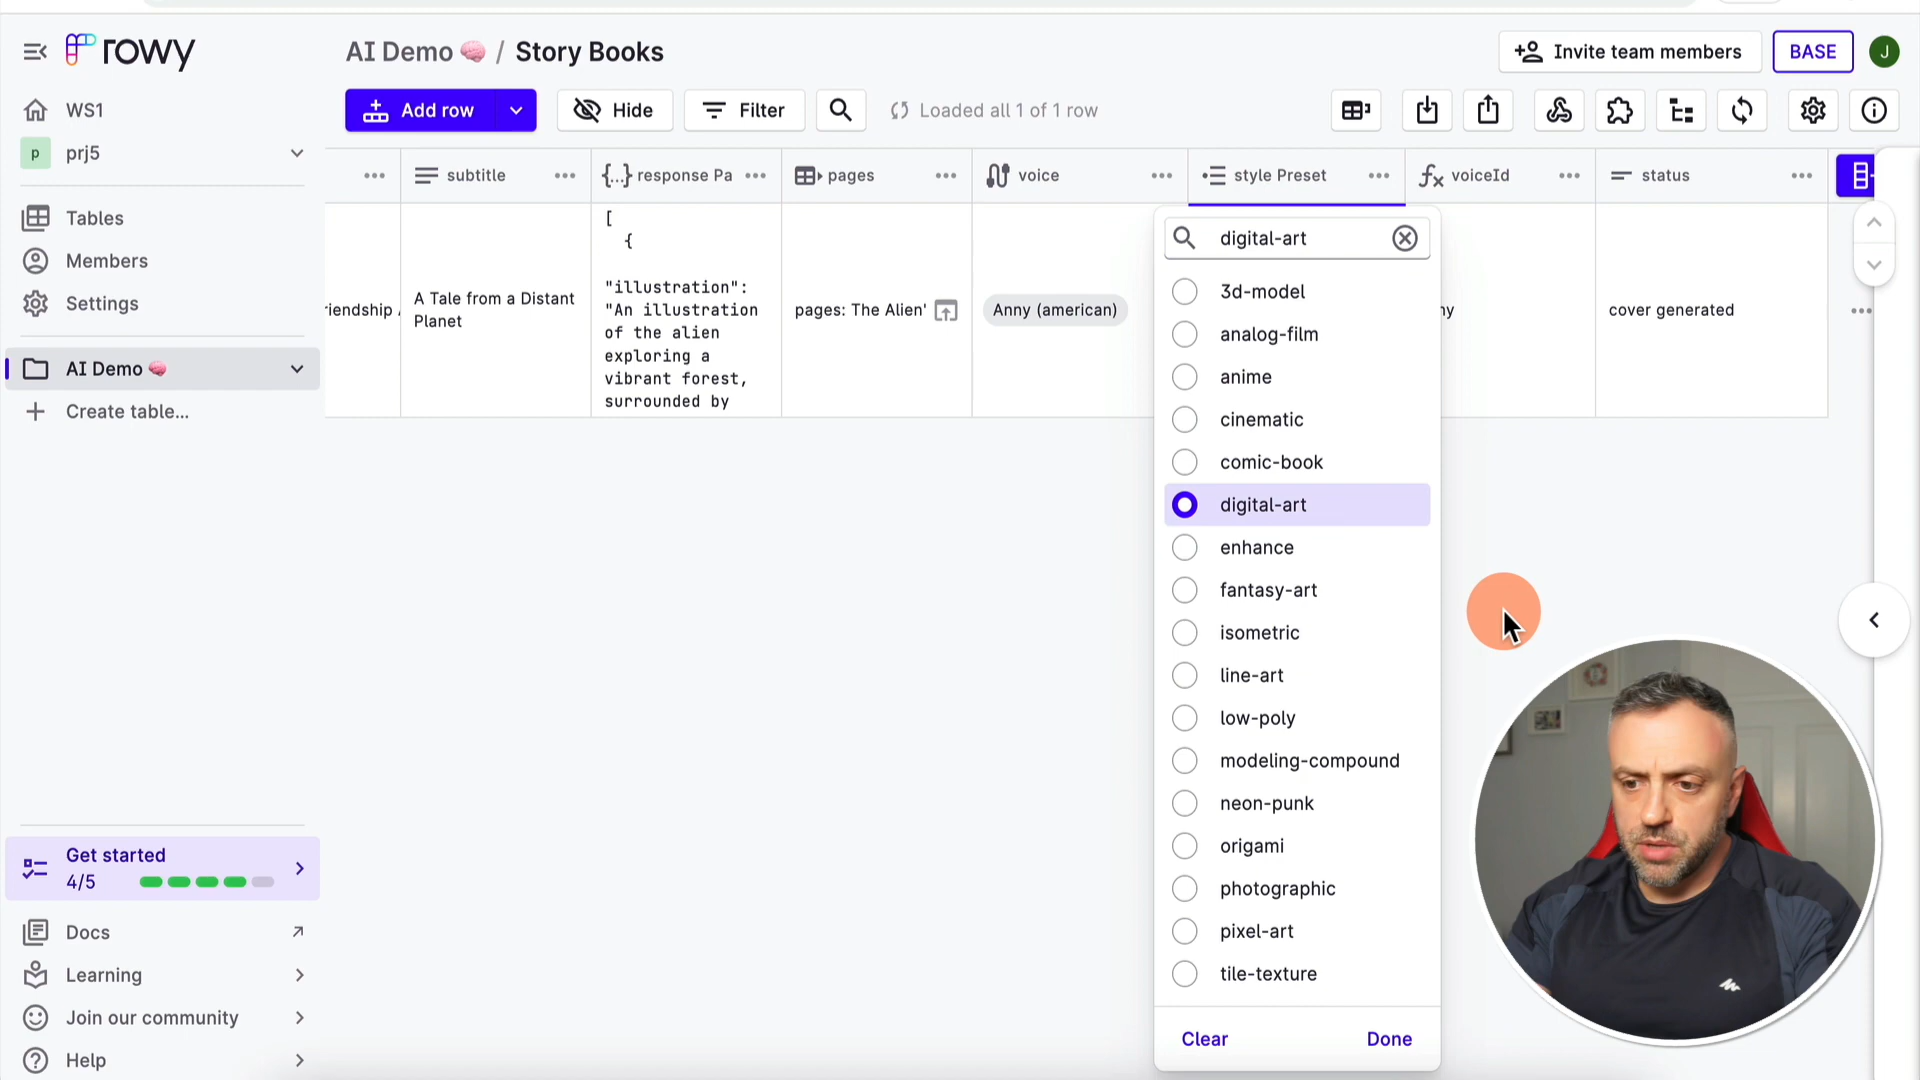 rowy
AI Demo 🧠 / Story Books
Invite team members
BASE
J
WS1
Add row
Hide
Filter
Loaded all 1 of 1 row
p
prj5
subtitle
{...} response Pa
pages
voice
style Preset
fx voiceId
status
Tables
Members
Settings
AI Demo 🧠
Create table...
riendship
A Tale from a Distant
Planet
[
{
"illustration":
"An illustration
of the alien
exploring a
vibrant forest,
surrounded by
pages: The Alien'
Anny (american)
ny
cover generated
digital-art
3d-model
analog-film
anime
cinematic
comic-book
digital-art
enhance
fantasy-art
isometric
line-art
low-poly
modeling-compound
neon-punk
origami
photographic
pixel-art
tile-texture
Clear
Done
Get started
4/5
Docs
Learning
Join our community
Help